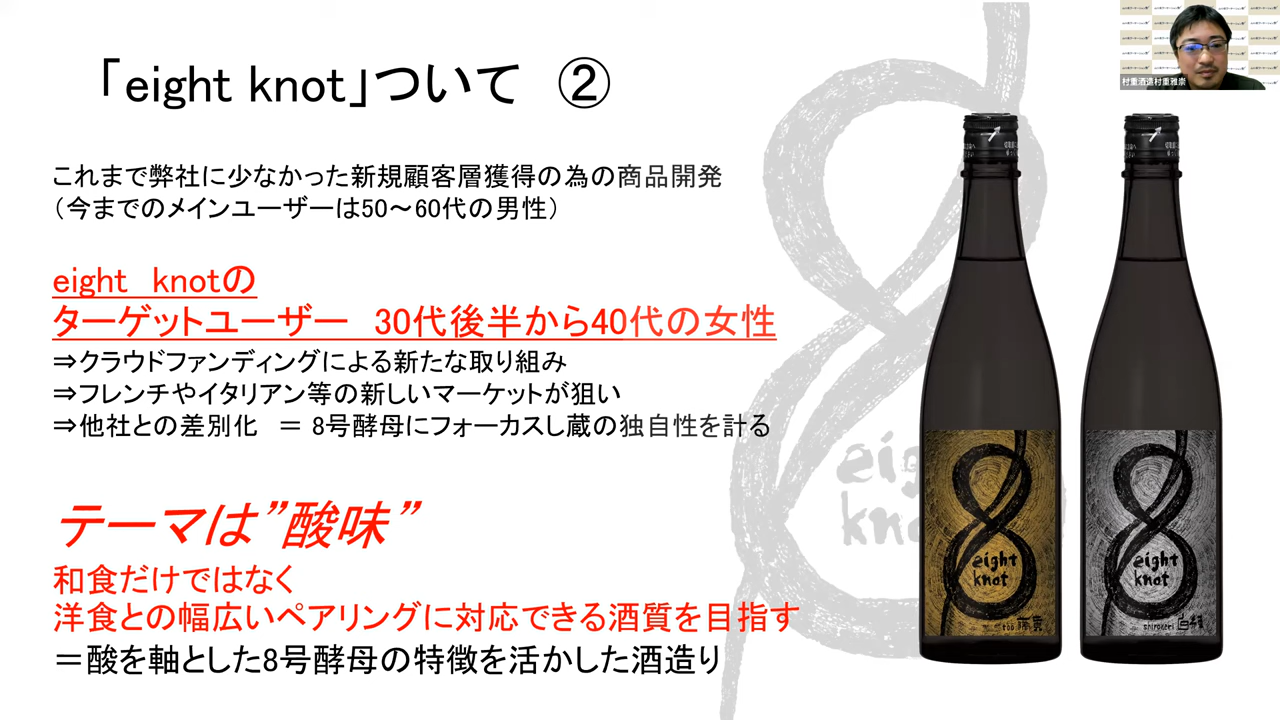 「eight knot」ついて　②
村重酒造村重雅崇
これまで弊社に少なかった新規顧客層獲得の為の商品開発
（今までのメインユーザーは50～60代の男性）
eight　knotの
ターゲットユーザー　30代後半から40代の女性
⇒クラウドファンディングによる新たな取り組み
⇒フレンチやイタリアン等の新しいマーケットが狙い
⇒他社との差別化　＝ 8号酵母にフォーカスし蔵の独自性を計る
テーマは”酸味”
和食だけではなく
洋食との幅広いペアリングに対応できる酒質を目指す
＝酸を軸とした8号酵母の特徴を活かした酒造り
eight
knot
eight
knot
shirokeri